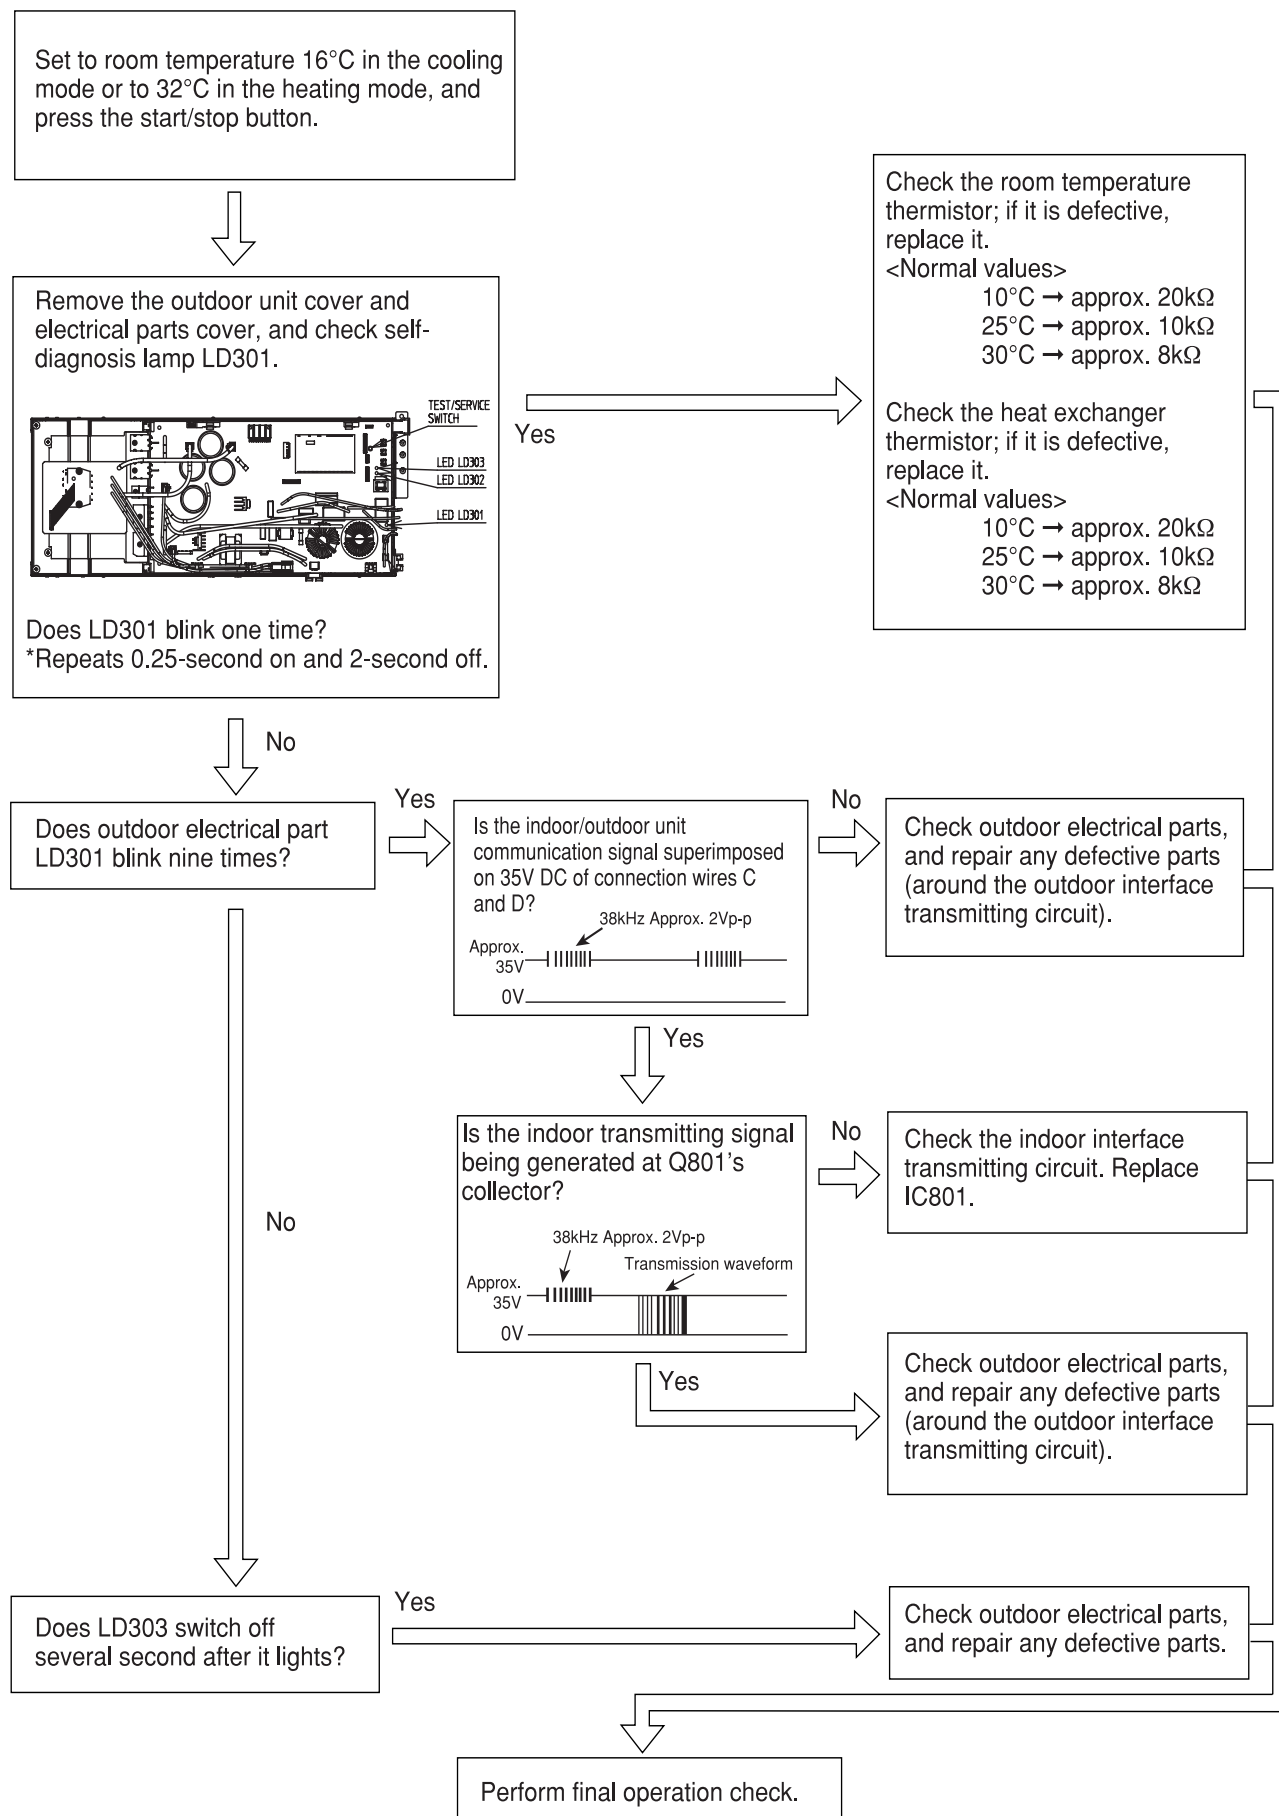 Set to room temperature 16°C in the cooling
mode or to 32°C in the heating mode, and
press the start/stop button.
Remove the outdoor unit cover and
electrical parts cover, and check self-
diagnosis lamp LD301.
TEST/SERVICE
SWITCH
LED LD303
LED LD302
LED LD301
Does LD301 blink one time?
*Repeats 0.25-second on and 2-second off.
Yes
Check the room temperature
thermistor; if it is defective,
replace it.
<Normal values>
10°C → approx. 20kΩ
25°C → approx. 10kΩ
30°C → approx. 8kΩ
Check the heat exchanger
thermistor; if it is defective,
replace it.
<Normal values>
10°C → approx. 20kΩ
25°C → approx. 10kΩ
30°C → approx. 8kΩ
No
Does outdoor electrical part
LD301 blink nine times?
Yes
Is the indoor/outdoor unit
communication signal superimposed
on 35V DC of connection wires C
and D?
38kHz Approx. 2Vp-p
Approx.
35V
0V
No
Check outdoor electrical parts,
and repair any defective parts
(around the outdoor interface
transmitting circuit).
Yes
Is the indoor transmitting signal
being generated at Q801's
collector?
38kHz Approx. 2Vp-p
Transmission waveform
Approx.
35V
0V
No
Check the indoor interface
transmitting circuit. Replace
IC801.
Yes
Check outdoor electrical parts,
and repair any defective parts
(around the outdoor interface
transmitting circuit).
No
Does LD303 switch off
several second after it lights?
Yes
Check outdoor electrical parts,
and repair any defective parts.
Perform final operation check.